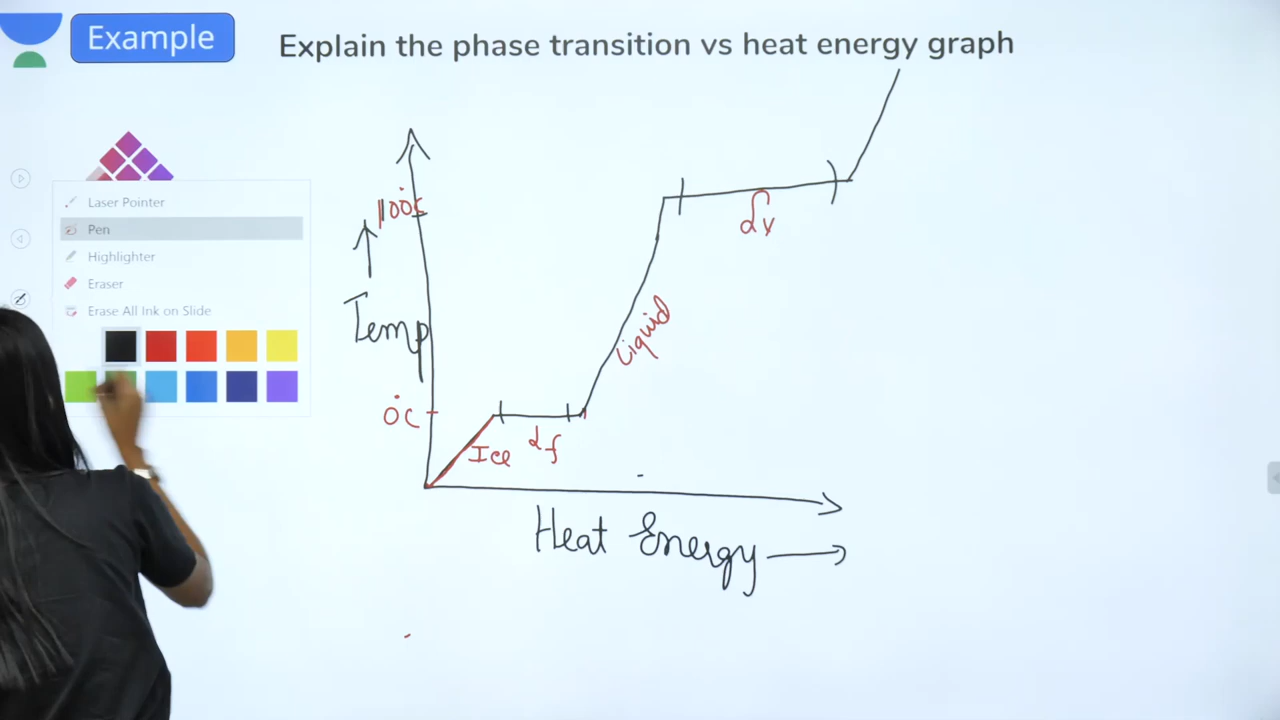 Example
Explain the phase transition vs heat energy graph
Laser Pointer
Pen
Highlighter
Eraser
Erase All Ink on Slide
100°C
Temp
0°C
Ice
Lf
Liquid
Lv
Heat Energy